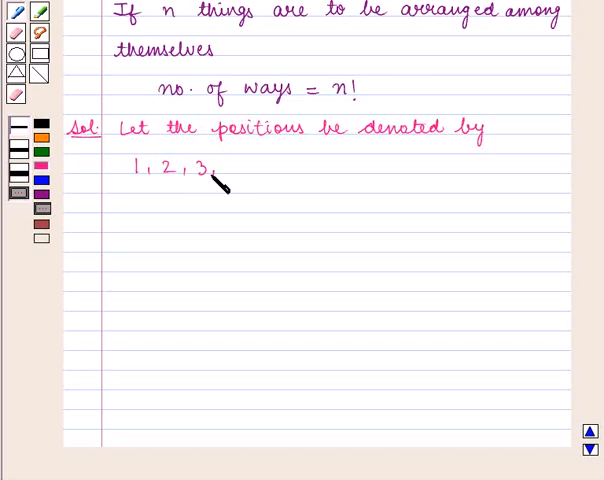 If n things are to be arranged among
themselves
no. of ways = n!
Sol. Let the positions be denoted by
1, 2, 3,